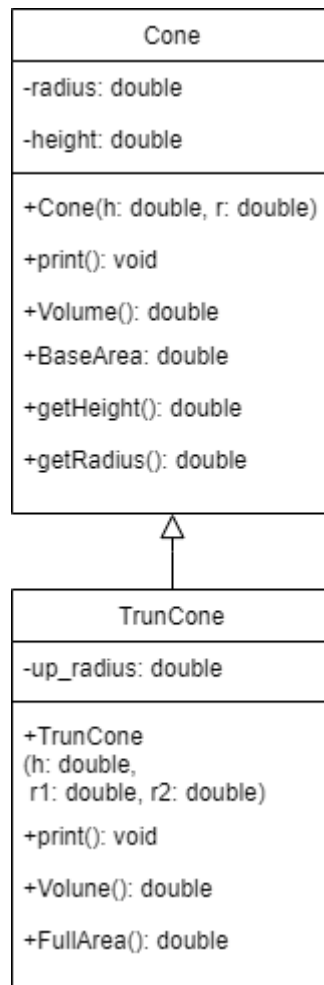 Cone
-radius: double
-height: double
+Cone(h: double, r: double)
+print(): void
+Volume(): double
+BaseArea: double
+getHeight(): double
+getRadius(): double
TrunCone
-up_radius: double
+TrunCone
(h: double,
r1: double, r2: double)
+print(): void
+Volune(): double
+FullArea(): double